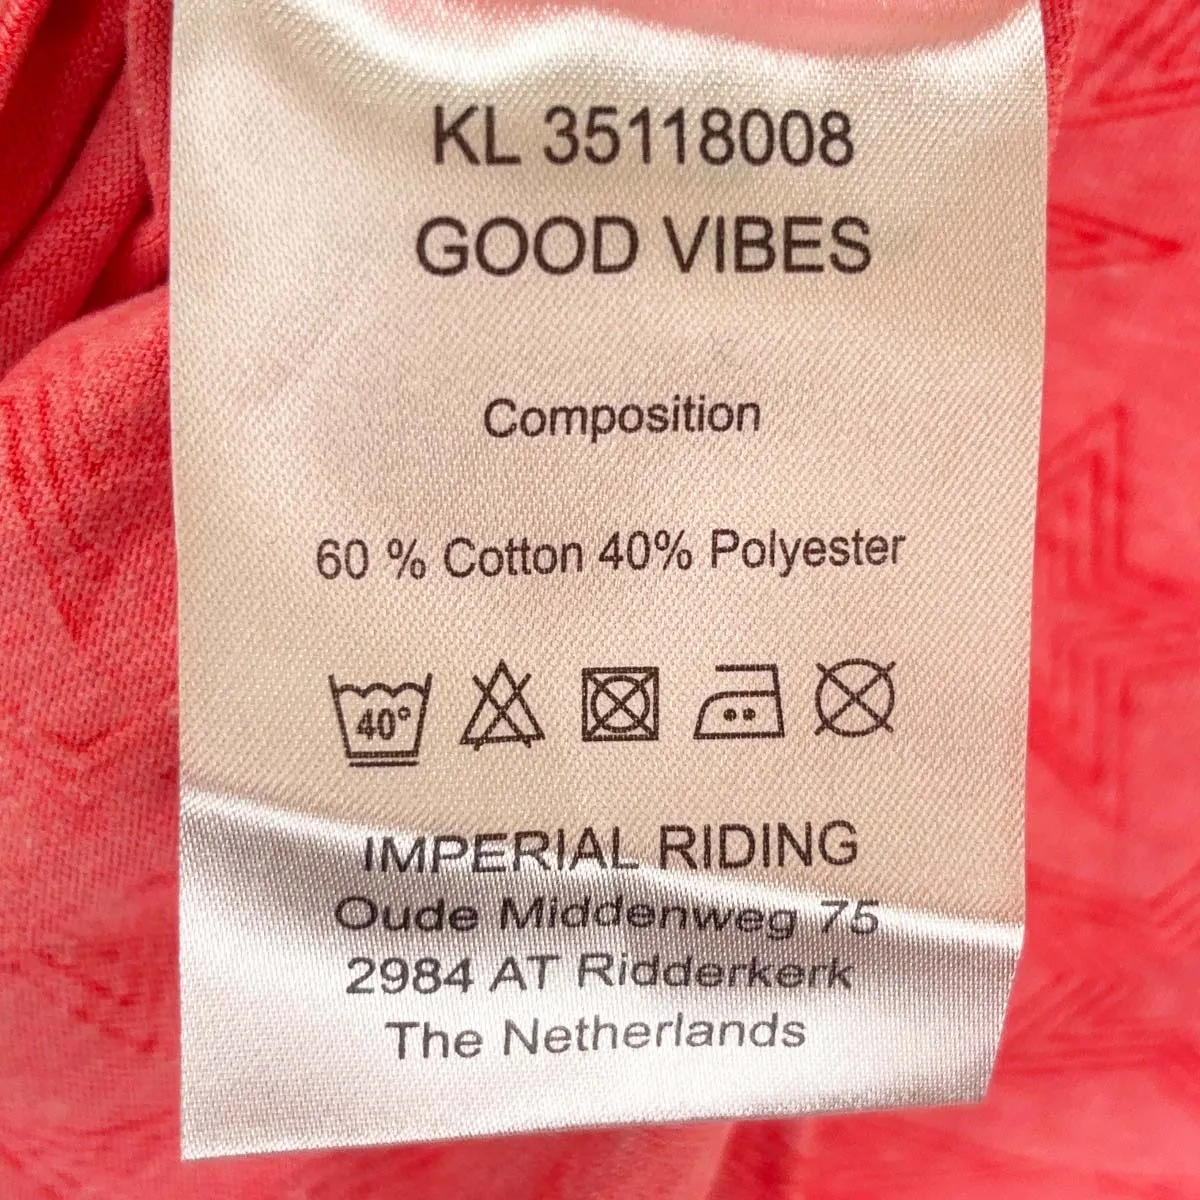 KL 35118008
GOOD VIBES
Composition
60 % Cotton 40% Polyester
40°
IMPERIAL RIDING
Oude Middenweg 75
2984 AT Ridderkerk
The Netherlands